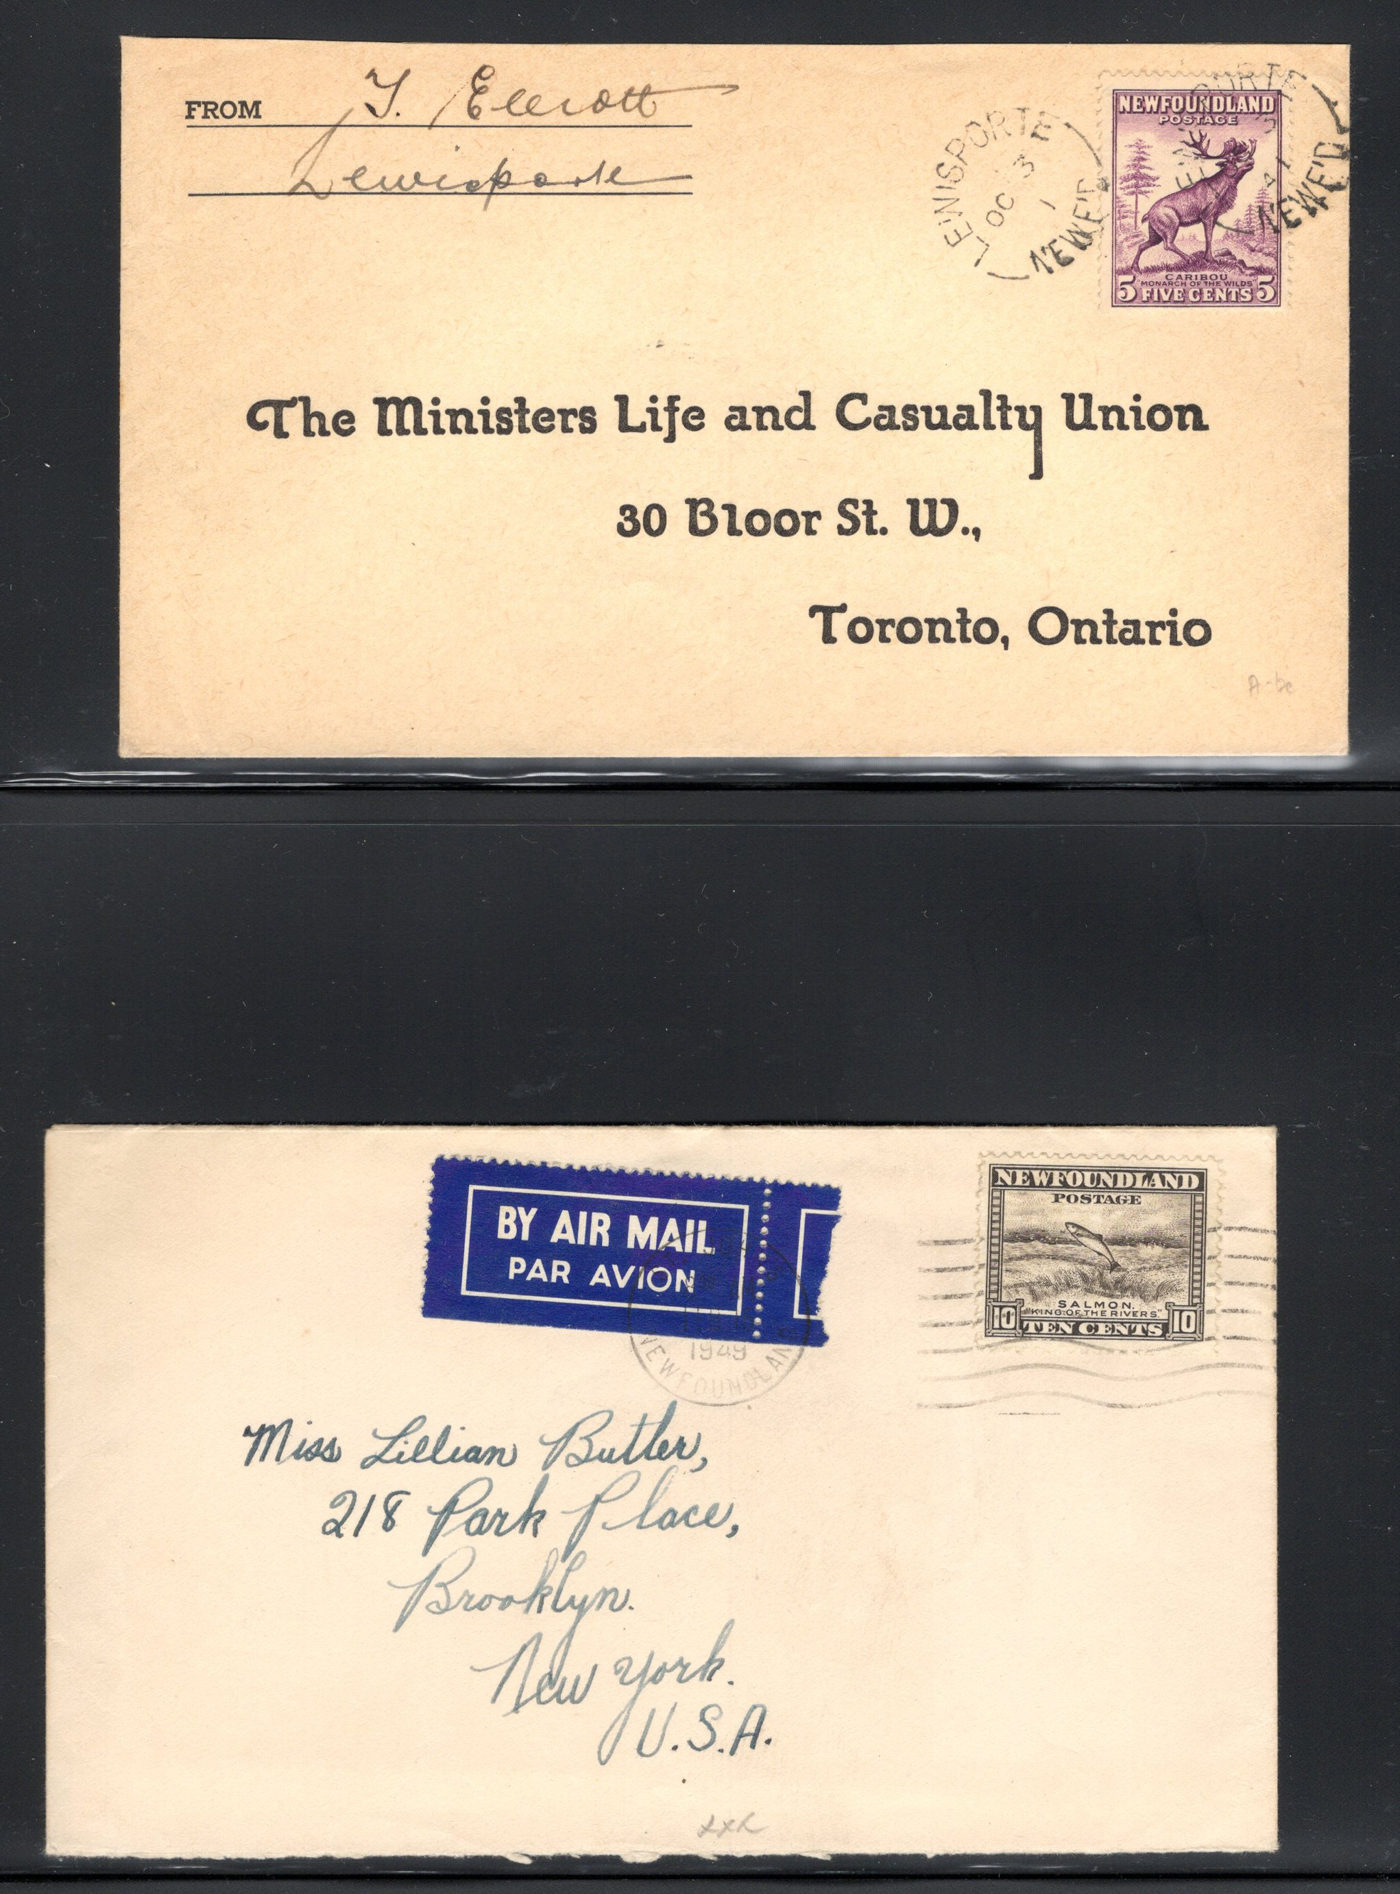 FROM T. Elliott
Lewisporte
LEWISPORTE
OC 3
1
NEWF'D
NEWFOUNDLAND
POSTAGE
CARIBOU
MONARCH OF THE WILDS
5 FIVE CENTS 5
NEWF'D
The Ministers Life and Casualty Union
30 Bloor St. W.,
Toronto, Ontario
BY AIR MAIL
PAR AVION
1949
NEWFOUNDLAND
NEWFOUNDLAND
POSTAGE
SALMON,
"KING OF THE RIVERS"
10 TEN CENTS 10
Miss Lillian Butler,
218 Park Place,
Brooklyn.
New York.
U.S.A.